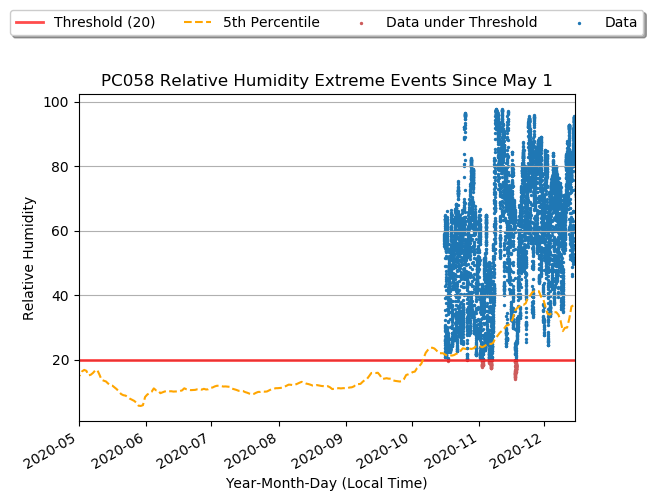 Threshold (20) 5th Percentile Data under Threshold Data
PC058 Relative Humidity Extreme Events Since May 1
100
80
60
40
20
Relative Humidity
2020-05 2020-06 2020-07 2020-08 2020-09 2020-10 2020-11 2020-12
Year-Month-Day (Local Time)